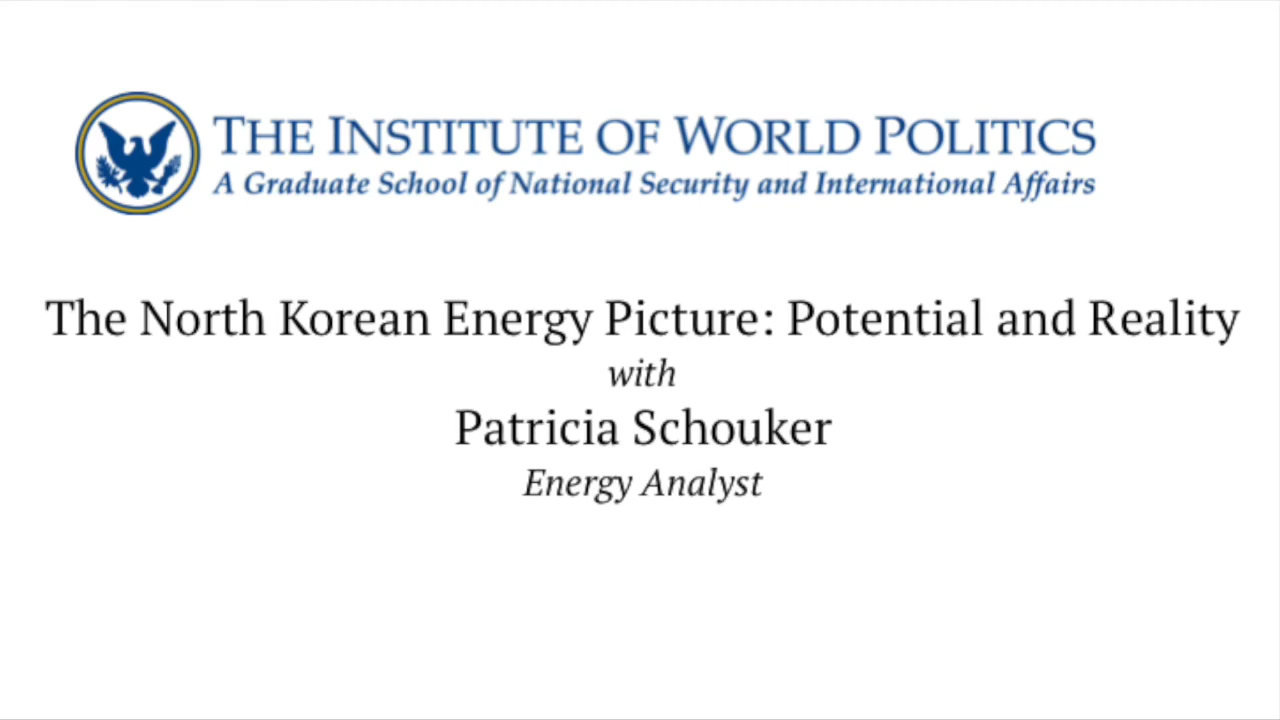 THE INSTITUTE OF WORLD POLITICS
A Graduate School of National Security and International Affairs
The North Korean Energy Picture: Potential and Reality
with
Patricia Schouker
Energy Analyst